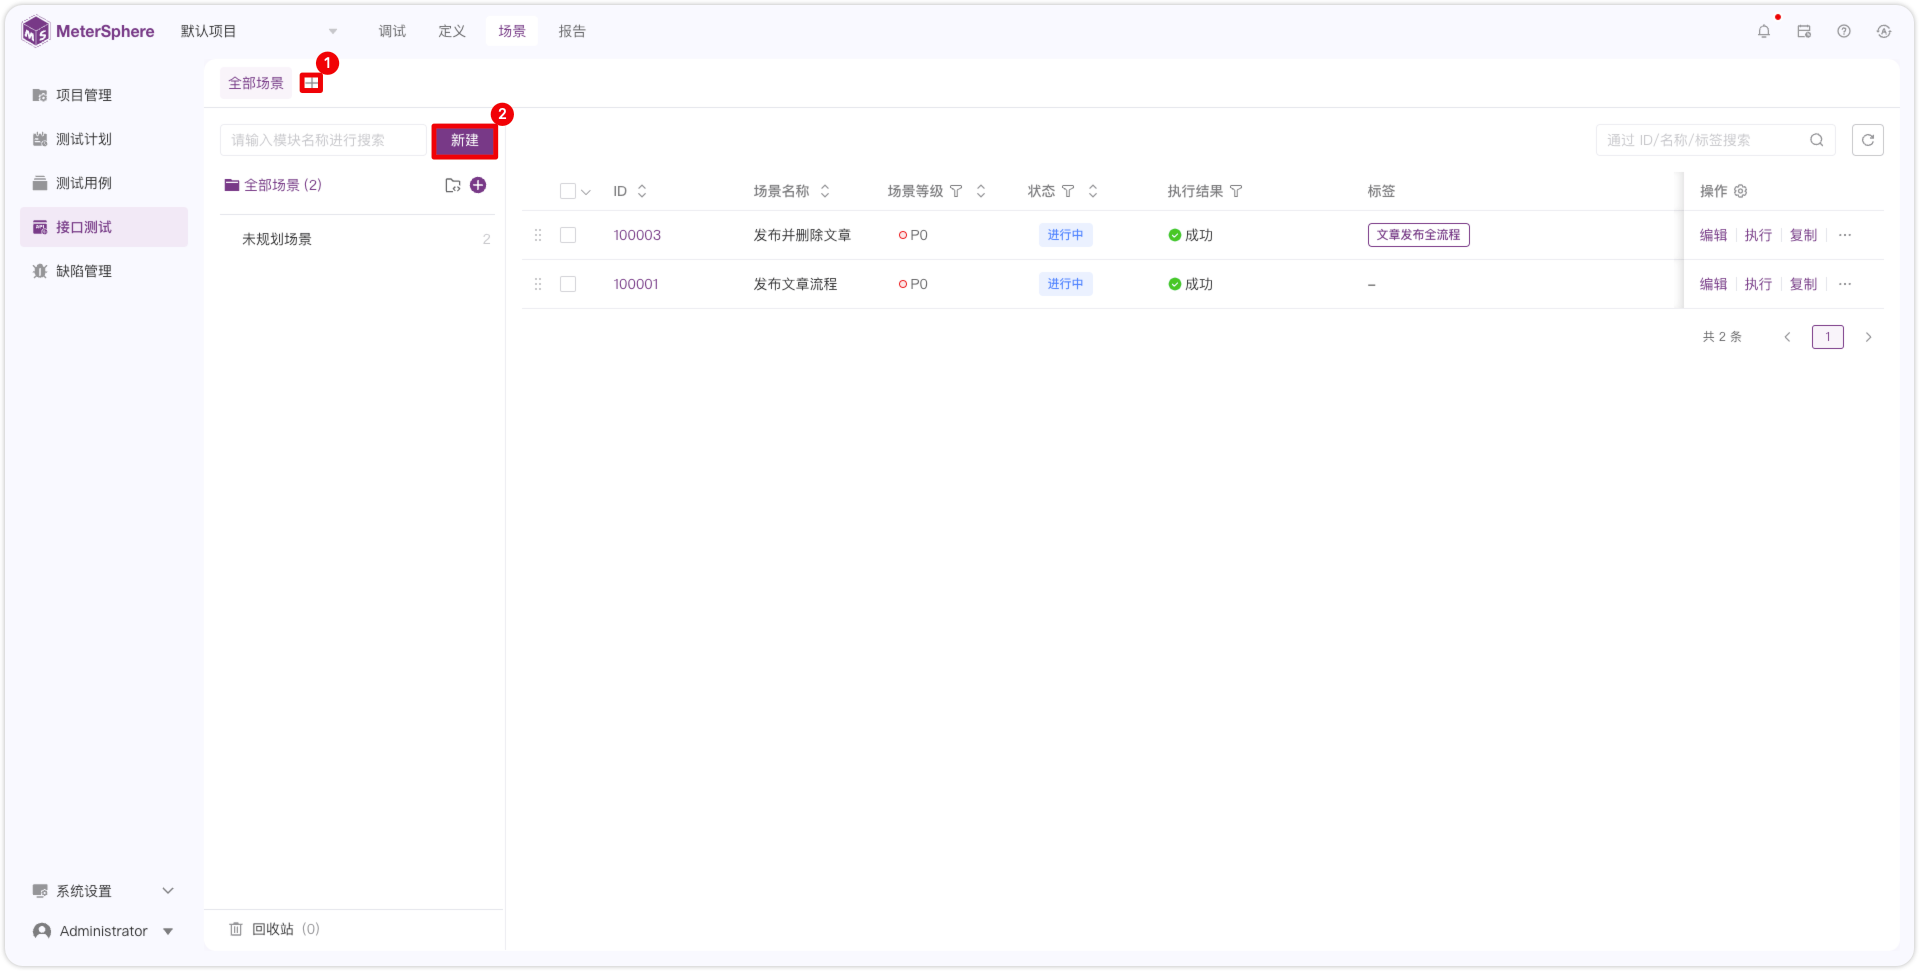 MeterSphere 默认项目 调试 定义 场景 报告
项目管理
测试计划
测试用例
接口测试
缺陷管理
系统设置
Administrator
全部场景 1
请输入模块名称进行搜索 新建 2
全部场景 (2)
未规划场景 2
回收站 (0)
通过 ID/名称/标签搜索
ID 场景名称 场景等级 状态 执行结果 标签 操作
100003 发布并删除文章 P0 进行中 成功 文章发布全流程 编辑 执行 复制 ···
100001 发布文章流程 P0 进行中 成功 – 编辑 执行 复制 ···
共 2 条 1